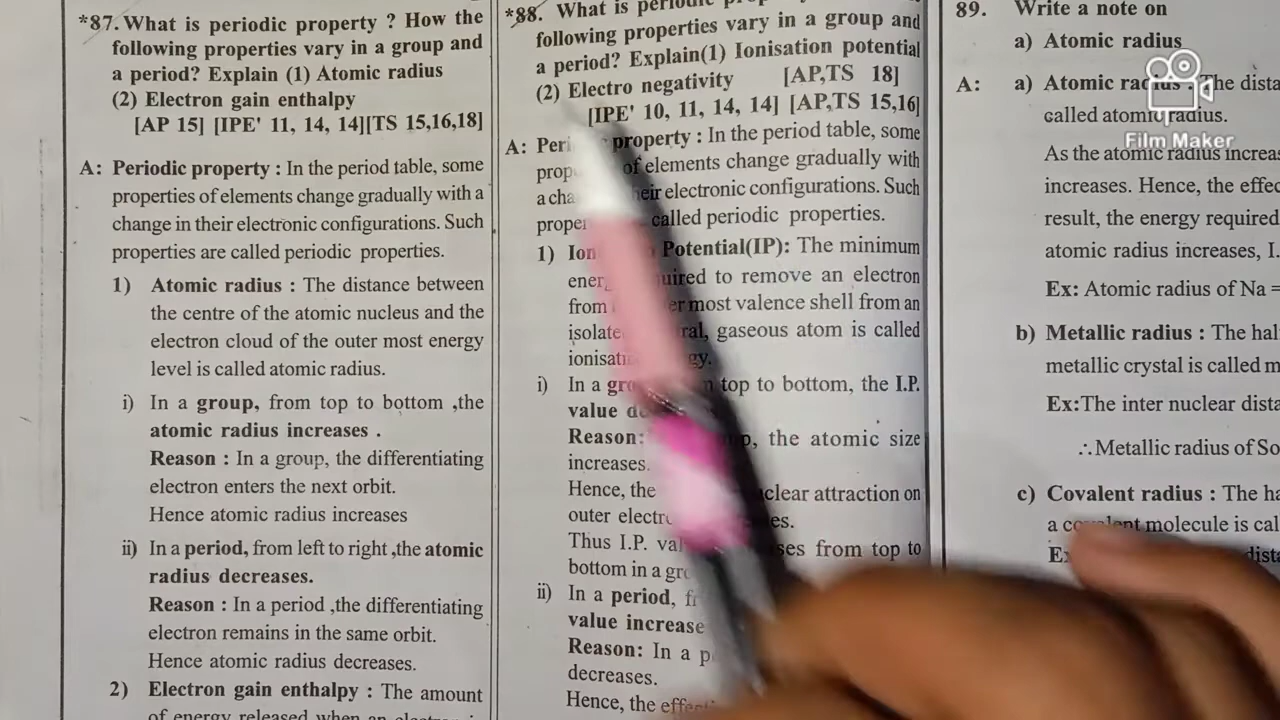 *87. What is periodic property ? How the
following properties vary in a group and
a period? Explain (1) Atomic radius
(2) Electron gain enthalpy
[AP 15] [IPE' 11, 14, 14][TS 15,16,18]
A: Periodic property : In the period table, some
properties of elements change gradually with a
change in their electronic configurations. Such
properties are called periodic properties.
1) Atomic radius : The distance between
the centre of the atomic nucleus and the
electron cloud of the outer most energy
level is called atomic radius.
i) In a group, from top to bottom ,the
atomic radius increases .
Reason : In a group, the differentiating
electron enters the next orbit.
Hence atomic radius increases
ii) In a period, from left to right ,the atomic
radius decreases.
Reason : In a period ,the differentiating
electron remains in the same orbit.
Hence atomic radius decreases.
2) Electron gain enthalpy : The amount
of energy released when an
*88. What is
following properties vary in a group and
a period? Explain(1) Ionisation potential
(2) Electro negativity [AP,TS 18]
[IPE' 10, 11, 14, 14] [AP,TS 15,16]
A: property : In the period table, some
of elements change gradually with
a electronic configurations. Such
called periodic properties.
1) Potential(IP): The minimum
to remove an electron
from most valence shell from an
gaseous atom is called
i) In a top to bottom, the I.P.
value
Reason: the atomic size
increases.
Hence, the attraction on
outer
Thus I.P. from top to
bottom in a
ii) In a period,
value increase
Reason: In a
decreases.
Hence, the
89. Write a note on
a) Atomic radius
A: a) Atomic radius : The
called atomic radius.
As the atomic radius
increases. Hence, the
result, the energy required
atomic radius increases,
Ex: Atomic radius of Na =
b) Metallic radius : The
metallic crystal is called
Ex:The inter nuclear
∴Metallic radius of
c) Covalent radius : The
a covalent molecule is
Film Maker